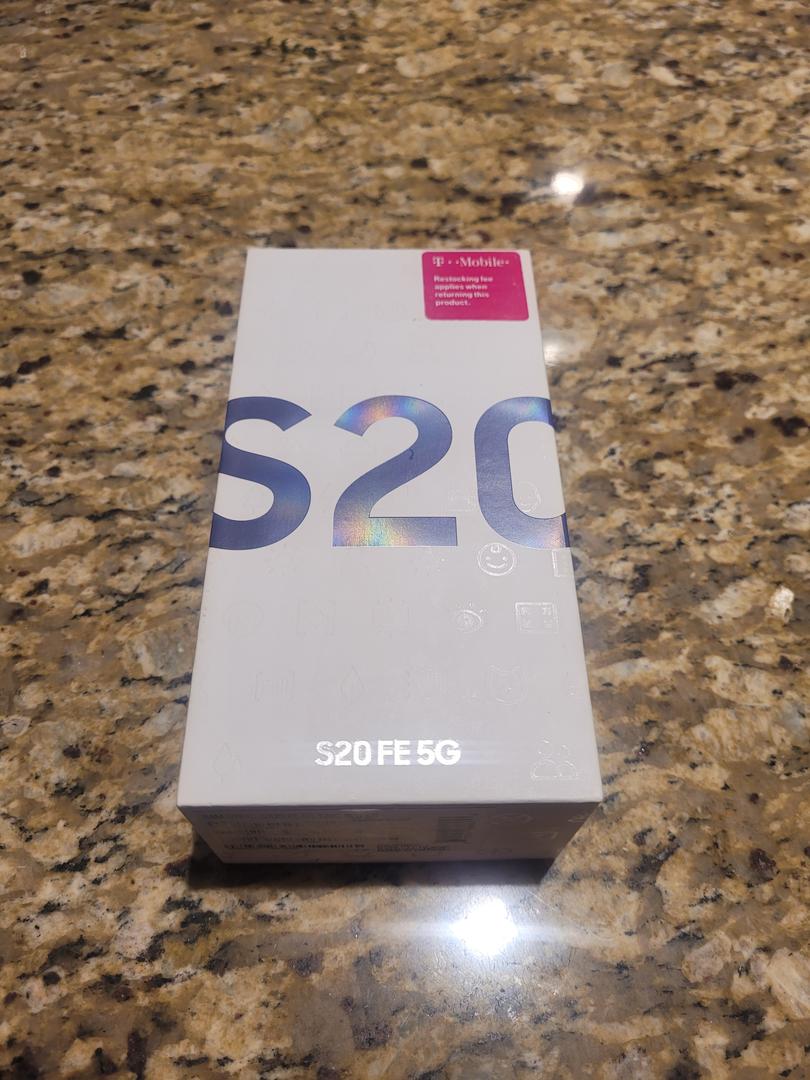 T··Mobile·
Restocking fee
applies when
returning this
product.
S20
S20 FE 5G